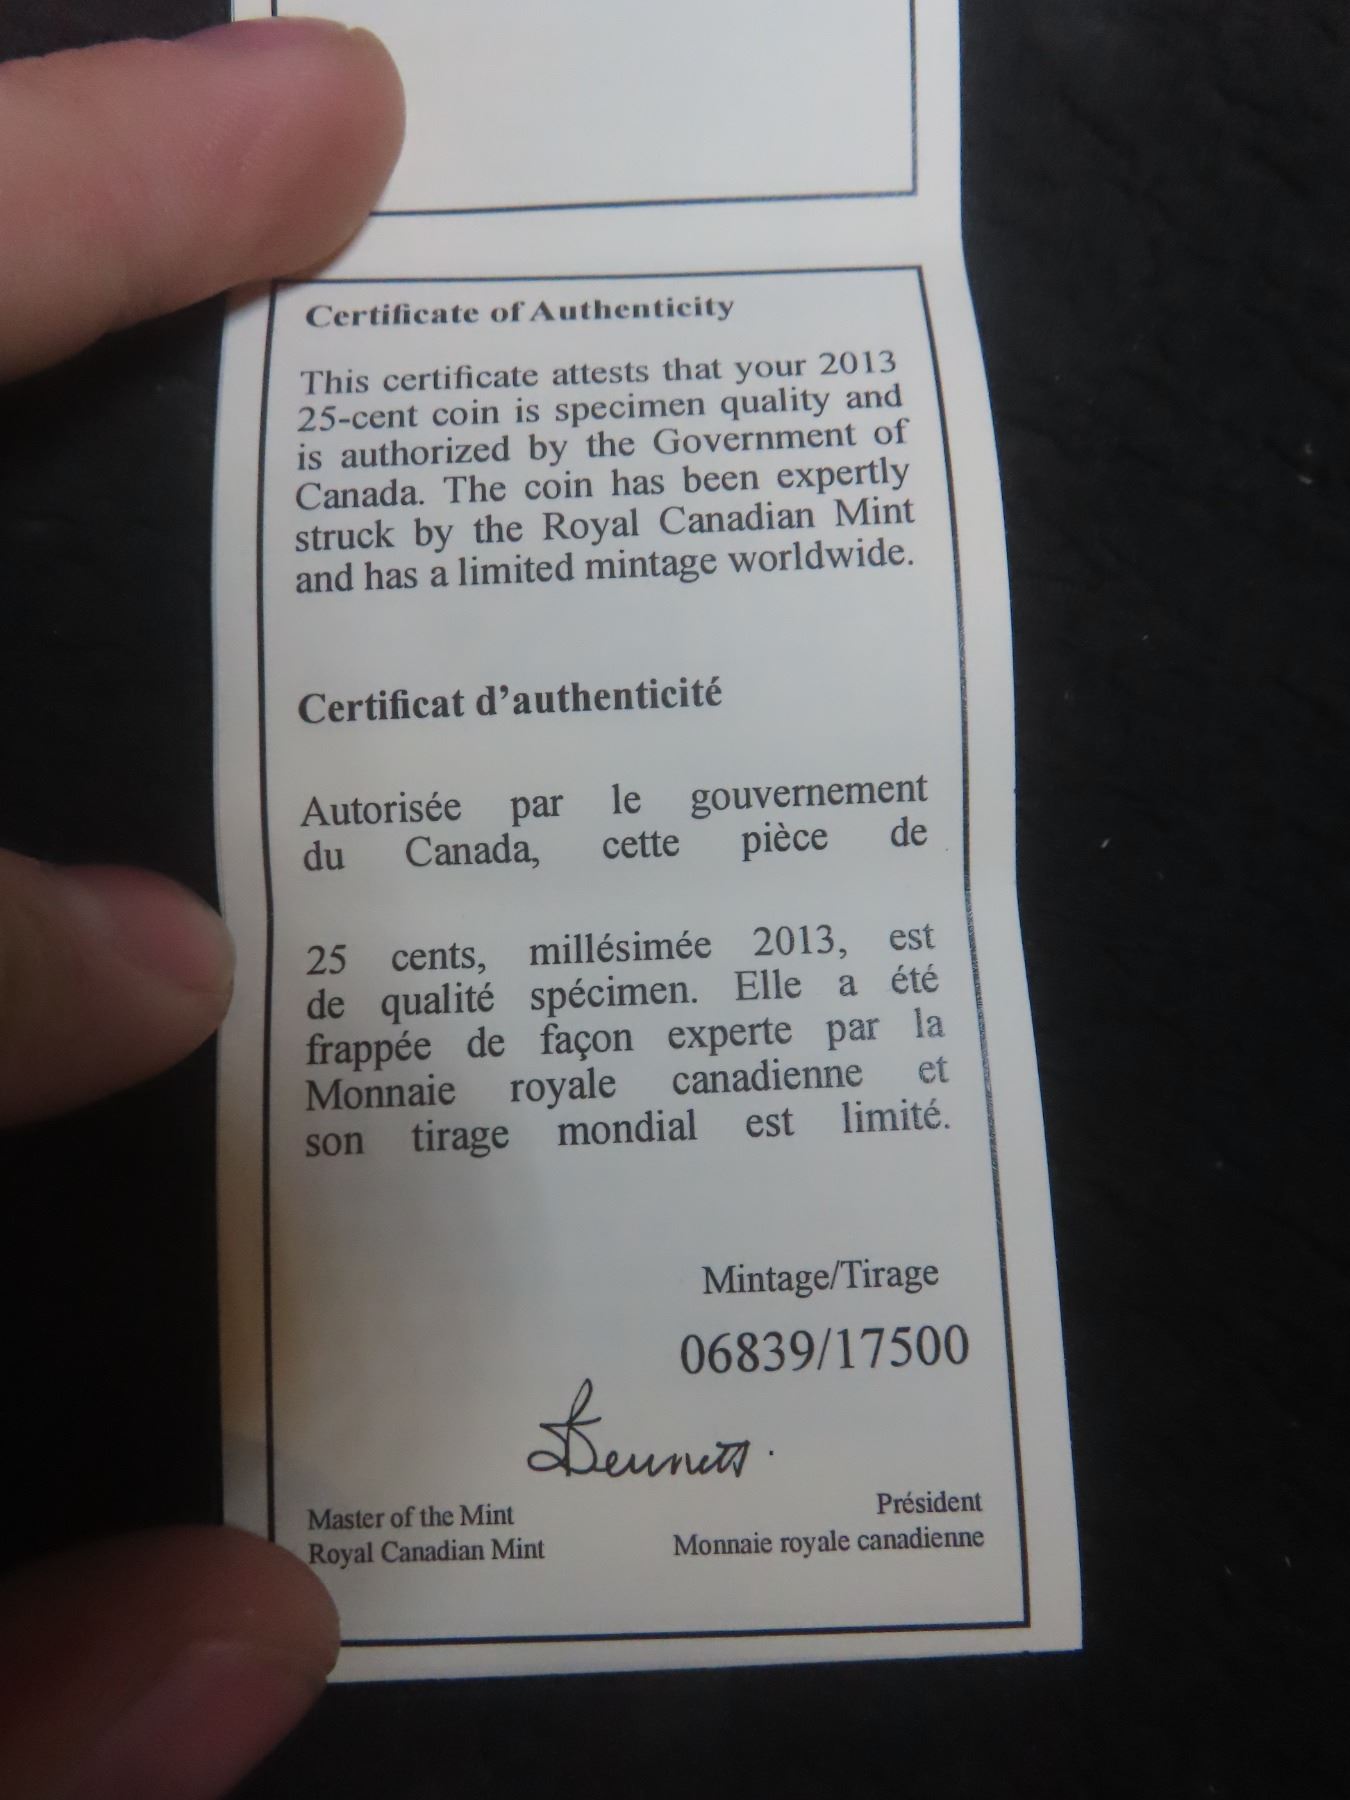 Certificate of Authenticity
This certificate attests that your 2013
25-cent coin is specimen quality and
is authorized by the Government of
Canada. The coin has been expertly
struck by the Royal Canadian Mint
and has a limited mintage worldwide.
Certificat d'authenticité
Autorisée par le gouvernement
du Canada, cette pièce de
25 cents, millésimée 2013, est
de qualité spécimen. Elle a été
frappée de façon experte par la
Monnaie royale canadienne et
son tirage mondial est limité.
Mintage/Tirage
06839/17500
Bennett
Master of the Mint
Royal Canadian Mint
Président
Monnaie royale canadienne